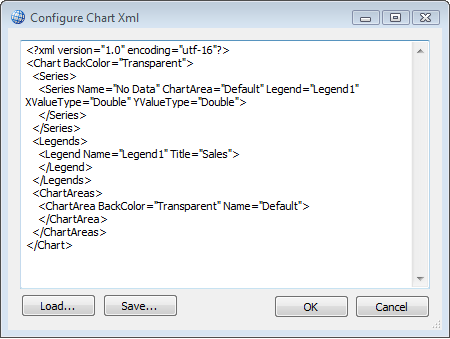 Configure Chart Xml
<?xml version="1.0" encoding="utf-16"?>
<Chart BackColor="Transparent">
  <Series>
    <Series Name="No Data" ChartArea="Default" Legend="Legend1"
XValueType="Double" YValueType="Double">
    </Series>
  </Series>
  <Legends>
    <Legend Name="Legend1" Title="Sales">
    </Legend>
  </Legends>
  <ChartAreas>
    <ChartArea BackColor="Transparent" Name="Default">
    </ChartArea>
  </ChartAreas>
</Chart>
Load... Save... OK Cancel